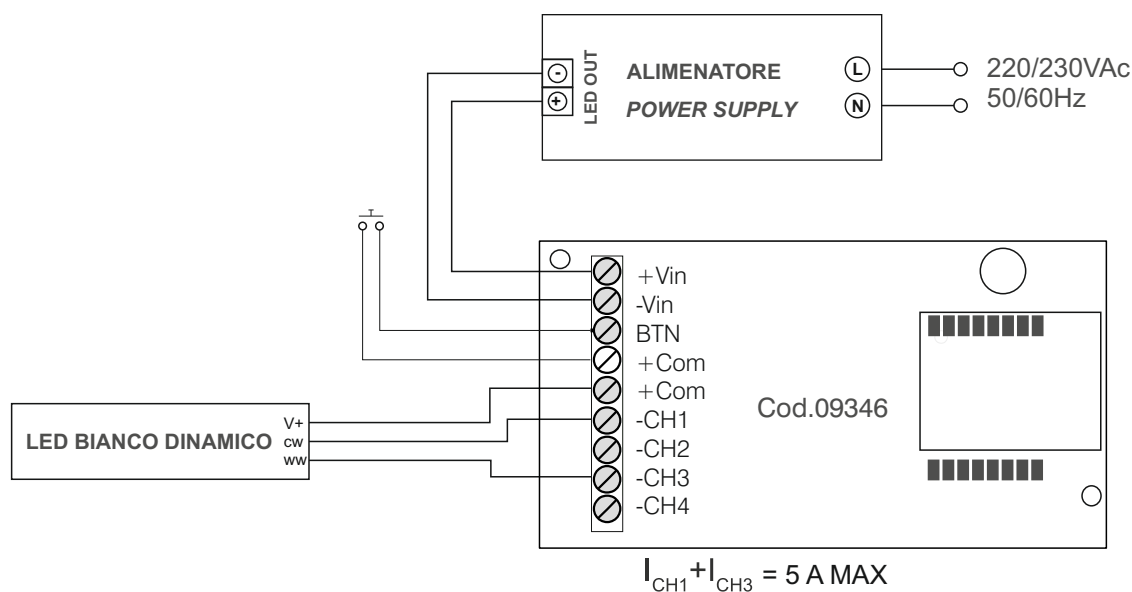 LED OUT
-
+
ALIMENATORE
POWER SUPPLY
L
N
220/230VAc
50/60Hz
+Vin
-Vin
BTN
+Com
+Com
-CH1
-CH2
-CH3
-CH4
Cod.09346
LED BIANCO DINAMICO
V+
CW
WW
ICH1+ICH3 = 5 A MAX